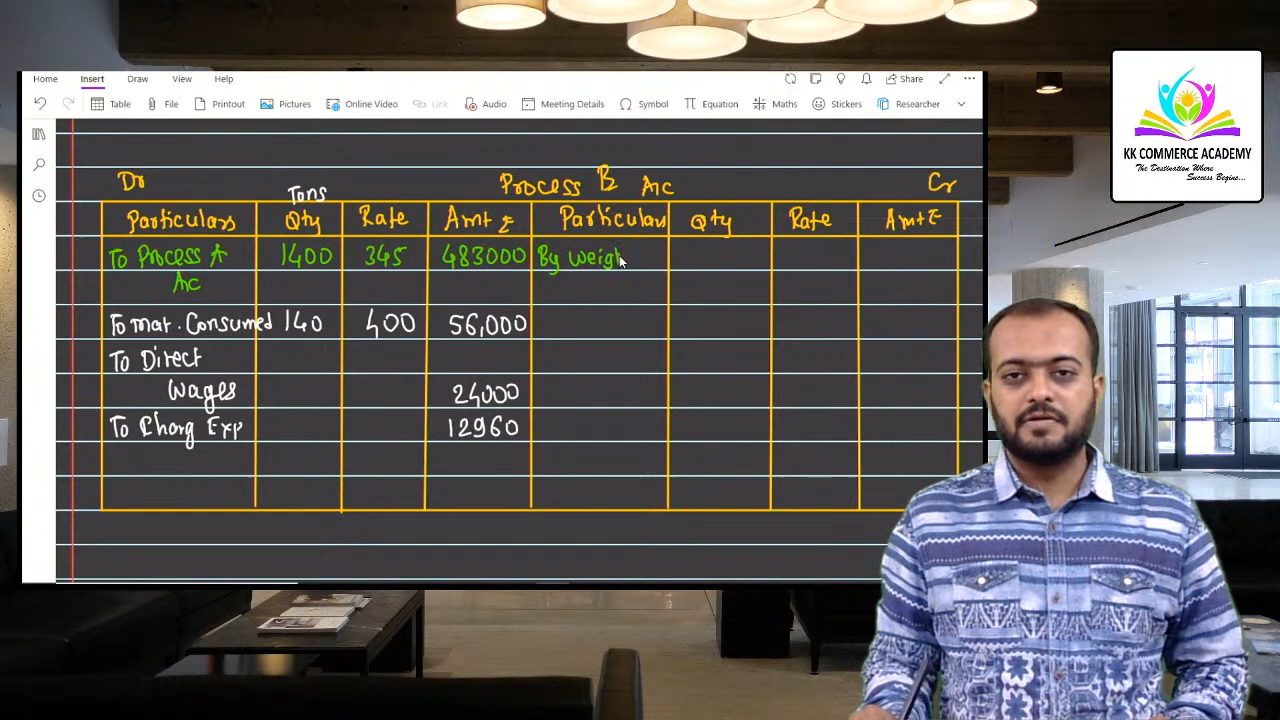 Home Insert Draw View Help Share
Table File Printout Pictures Online Video Link Audio Meeting Details Symbol Equation Maths Stickers Researcher
KK COMMERCE ACADEMY
The Destination Where
Success Begins...
Dr Process B A/c Cr
Tons
Particulars Qty Rate Amt ₹ Particulars Qty Rate Amt ₹
To Process A 1400 345 483000 By Weigt
A/c
To mat. Consumed 140 400 56,000
To Direct
Wages 24000
To Charg Exp 12960